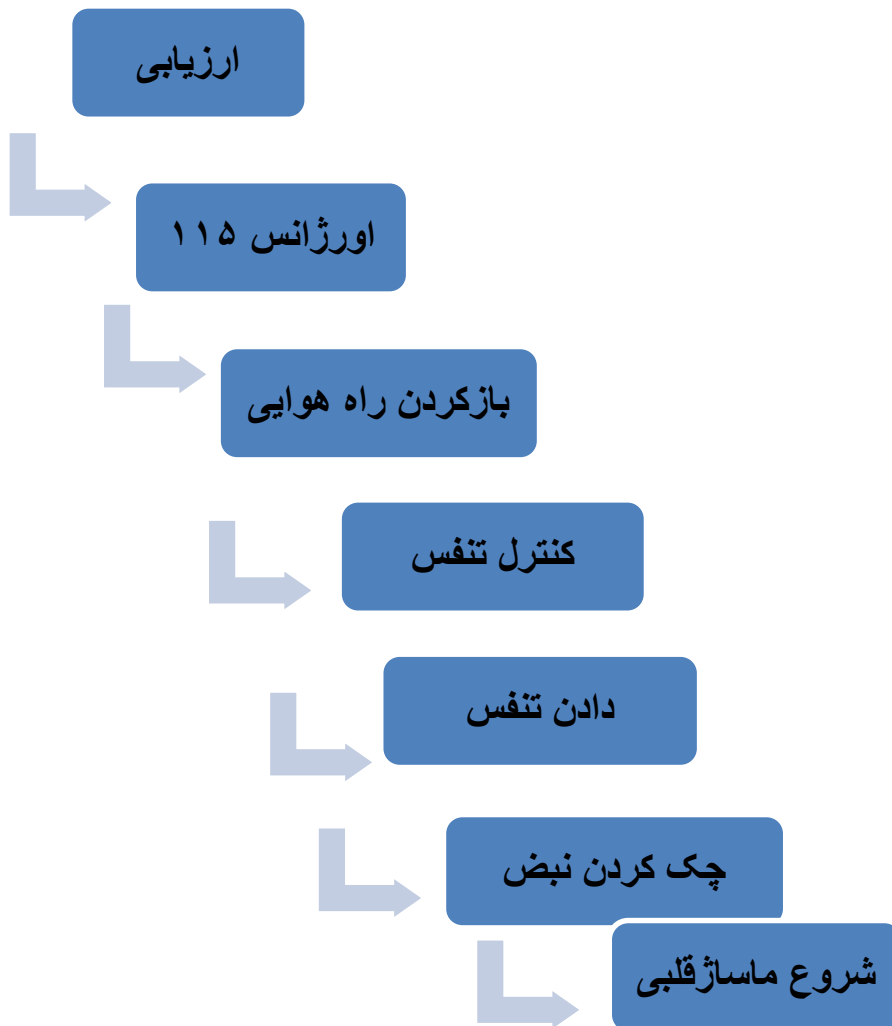 ارزیابی
اورژانس ۱۱۵
بازکردن راه هوایی
کنترل تنفس
دادن تنفس
چک کردن نبض
شروع ماساژقلبی